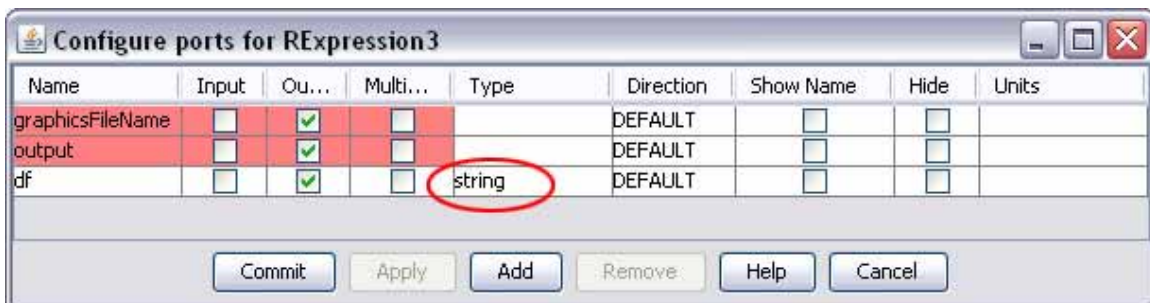 Configure ports for RExpression3
Name Input Ou... Multi... Type Direction Show Name Hide Units
graphicsFileName DEFAULT
output DEFAULT
df string DEFAULT
Commit Apply Add Remove Help Cancel